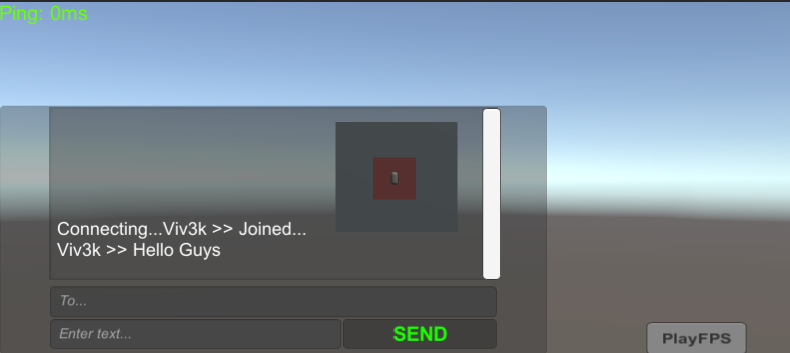 Ping: 0ms
Connecting...Viv3k >> Joined...
Viv3k >> Hello Guys
To...
Enter text...
SEND
PlayFPS